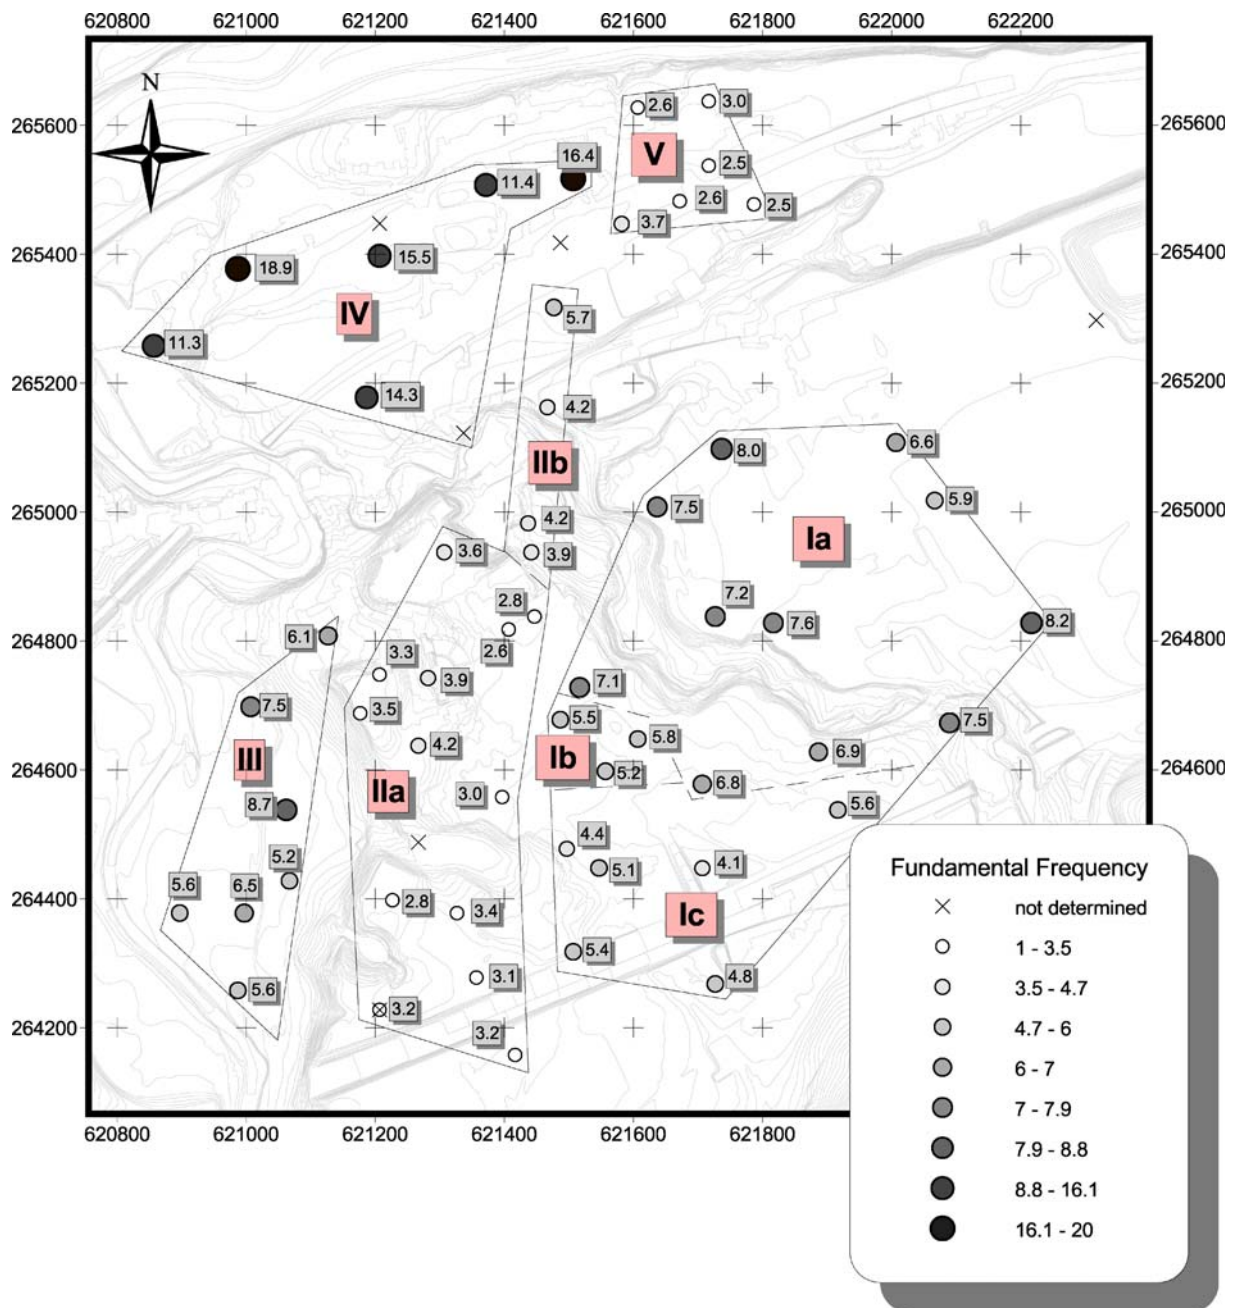 620800 621000 621200 621400 621600 621800 622000 622200
N
2.6 3.0
265600 265600
V
16.4
11.4 2.5
2.6 2.5
3.7
265400 15.5 265400
18.9
IV
5.7
11.3
265200 265200
14.3 4.2
8.0 6.6
IIb
5.9
265000 4.2 7.5 265000
Ia
3.6 3.9
2.8 7.2
7.6 8.2
6.1 2.6
264800 264800
3.3
3.9 7.1
7.5 3.5 5.5 7.5
4.2 5.8 6.9
III Ib
264600 5.2 264600
6.8
8.7 IIa 3.0 5.6
4.4
5.2 5.1 4.1
5.6 6.5
264400 2.8 3.4 Ic
5.4
3.1 4.8
5.6
3.2
264200 3.2
620800 621000 621200 621400 621600 621800
Fundamental Frequency
not determined
1 - 3.5
3.5 - 4.7
4.7 - 6
6 - 7
7 - 7.9
7.9 - 8.8
8.8 - 16.1
16.1 - 20